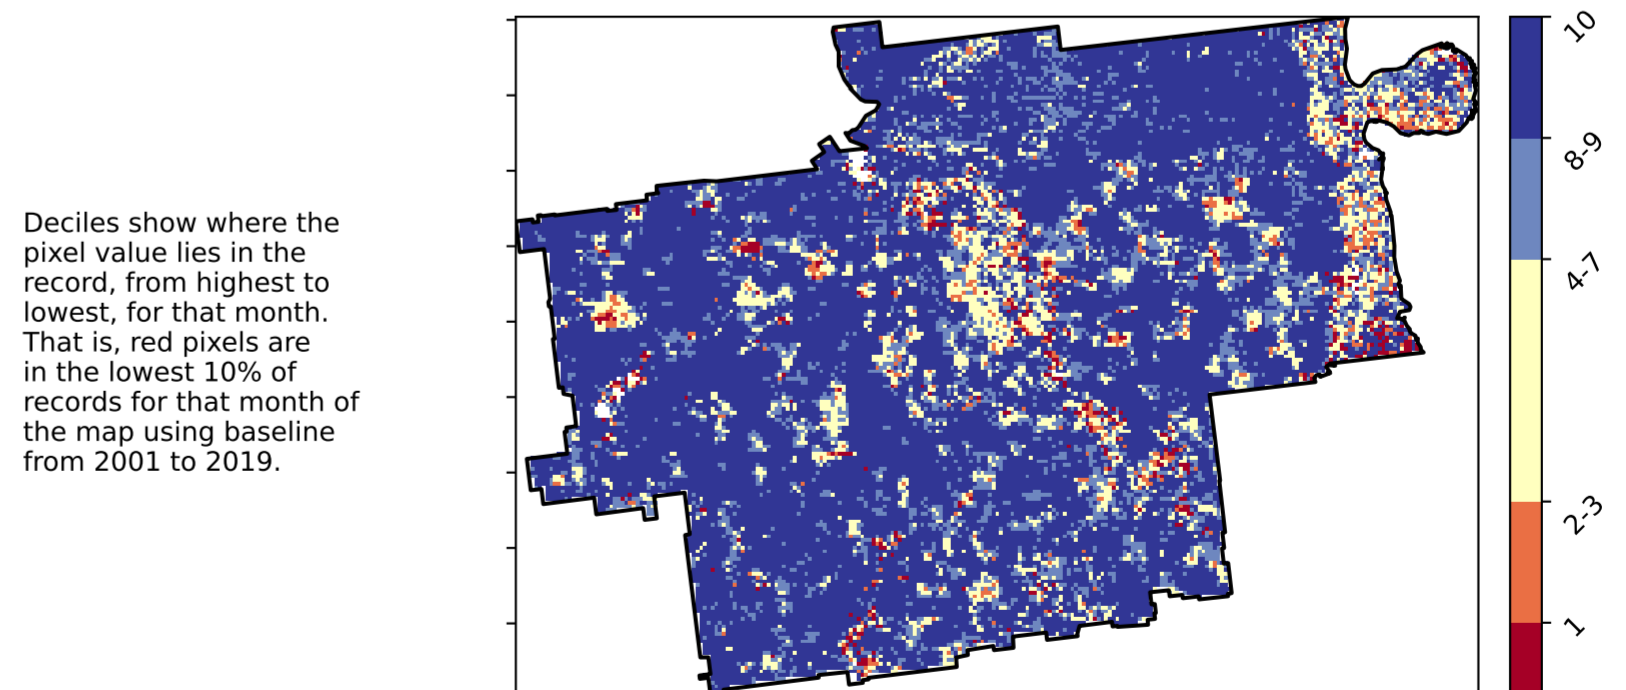 Deciles show where the
pixel value lies in the
record, from highest to
lowest, for that month.
That is, red pixels are
in the lowest 10% of
records for that month of
the map using baseline
from 2001 to 2019.
10
8-9
4-7
2-3
1